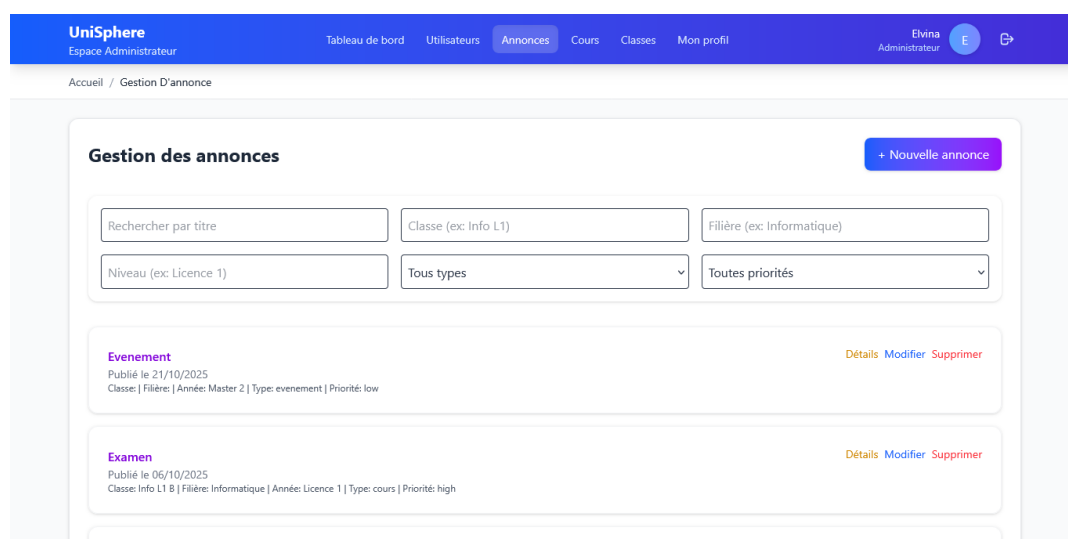 UniSphere
Espace Administrateur
Tableau de bord Utilisateurs Annonces Cours Classes Mon profil
Elvina
Administrateur
E
Accueil / Gestion D'annonce
Gestion des annonces
+ Nouvelle annonce
Rechercher par titre
Classe (ex: Info L1)
Filière (ex: Informatique)
Niveau (ex: Licence 1)
Tous types
Toutes priorités
Evenement
Détails Modifier Supprimer
Publié le 21/10/2025
Classe: | Filière: | Année: Master 2 | Type: evenement | Priorité: low
Examen
Détails Modifier Supprimer
Publié le 06/10/2025
Classe: Info L1 B | Filière: Informatique | Année: Licence 1 | Type: cours | Priorité: high